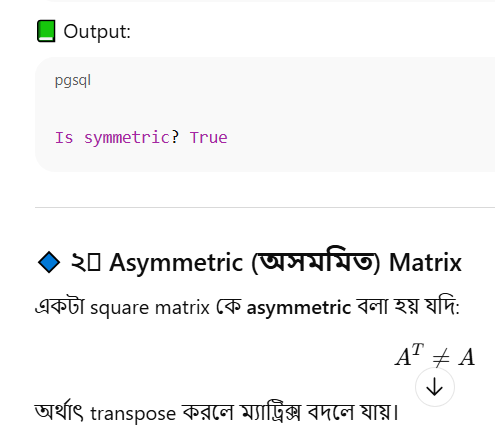 📗 Output:
pgsql
Is symmetric? True
🔷 ২⃣ Asymmetric (অসমমিত) Matrix
একটা square matrix কে asymmetric বলা হয় যদি:
Aᵀ ≠ A
অর্থাৎ transpose করলে ম্যাট্রিক্স বদলে যায়।